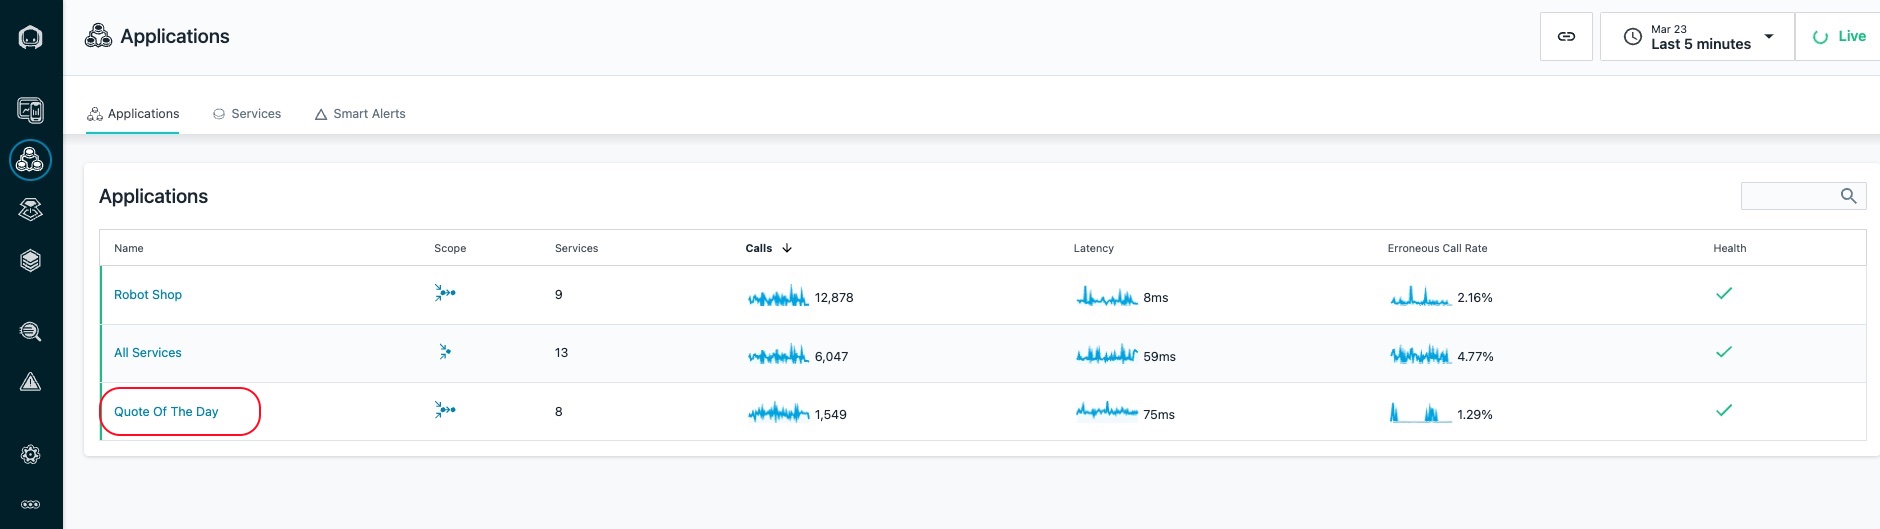 Applications
Mar 23
Last 5 minutes
Live
Applications Services Smart Alerts
Applications
Name Scope Services Calls Latency Erroneous Call Rate Health
Robot Shop 9 12,878 8ms 2.16%
All Services 13 6,047 59ms 4.77%
Quote Of The Day 8 1,549 75ms 1.29%